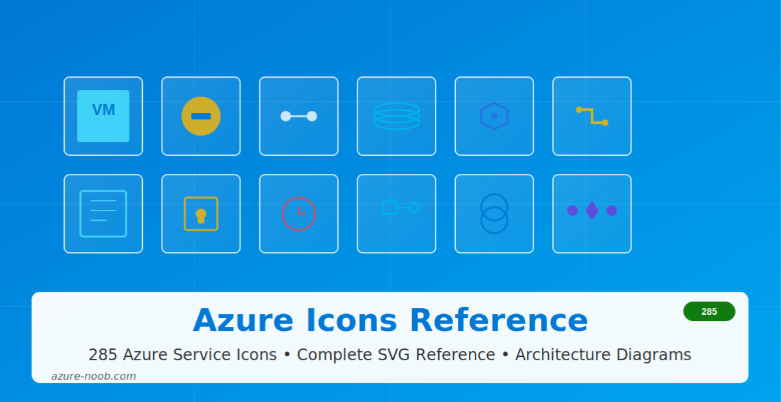 VM
Azure Icons Reference
285
285 Azure Service Icons • Complete SVG Reference • Architecture Diagrams
azure-noob.com